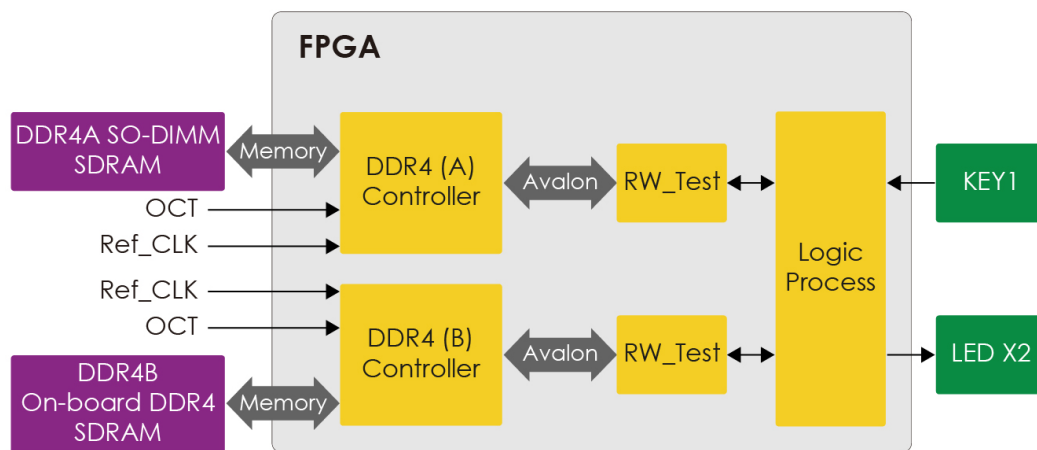 FPGA
DDR4A SO-DIMM
SDRAM
Memory
DDR4 (A)
Controller
Avalon
RW_Test
KEY1
OCT
Ref_CLK
Logic
Process
Ref_CLK
OCT
DDR4 (B)
Controller
Avalon
RW_Test
LED X2
DDR4B
On-board DDR4
SDRAM
Memory